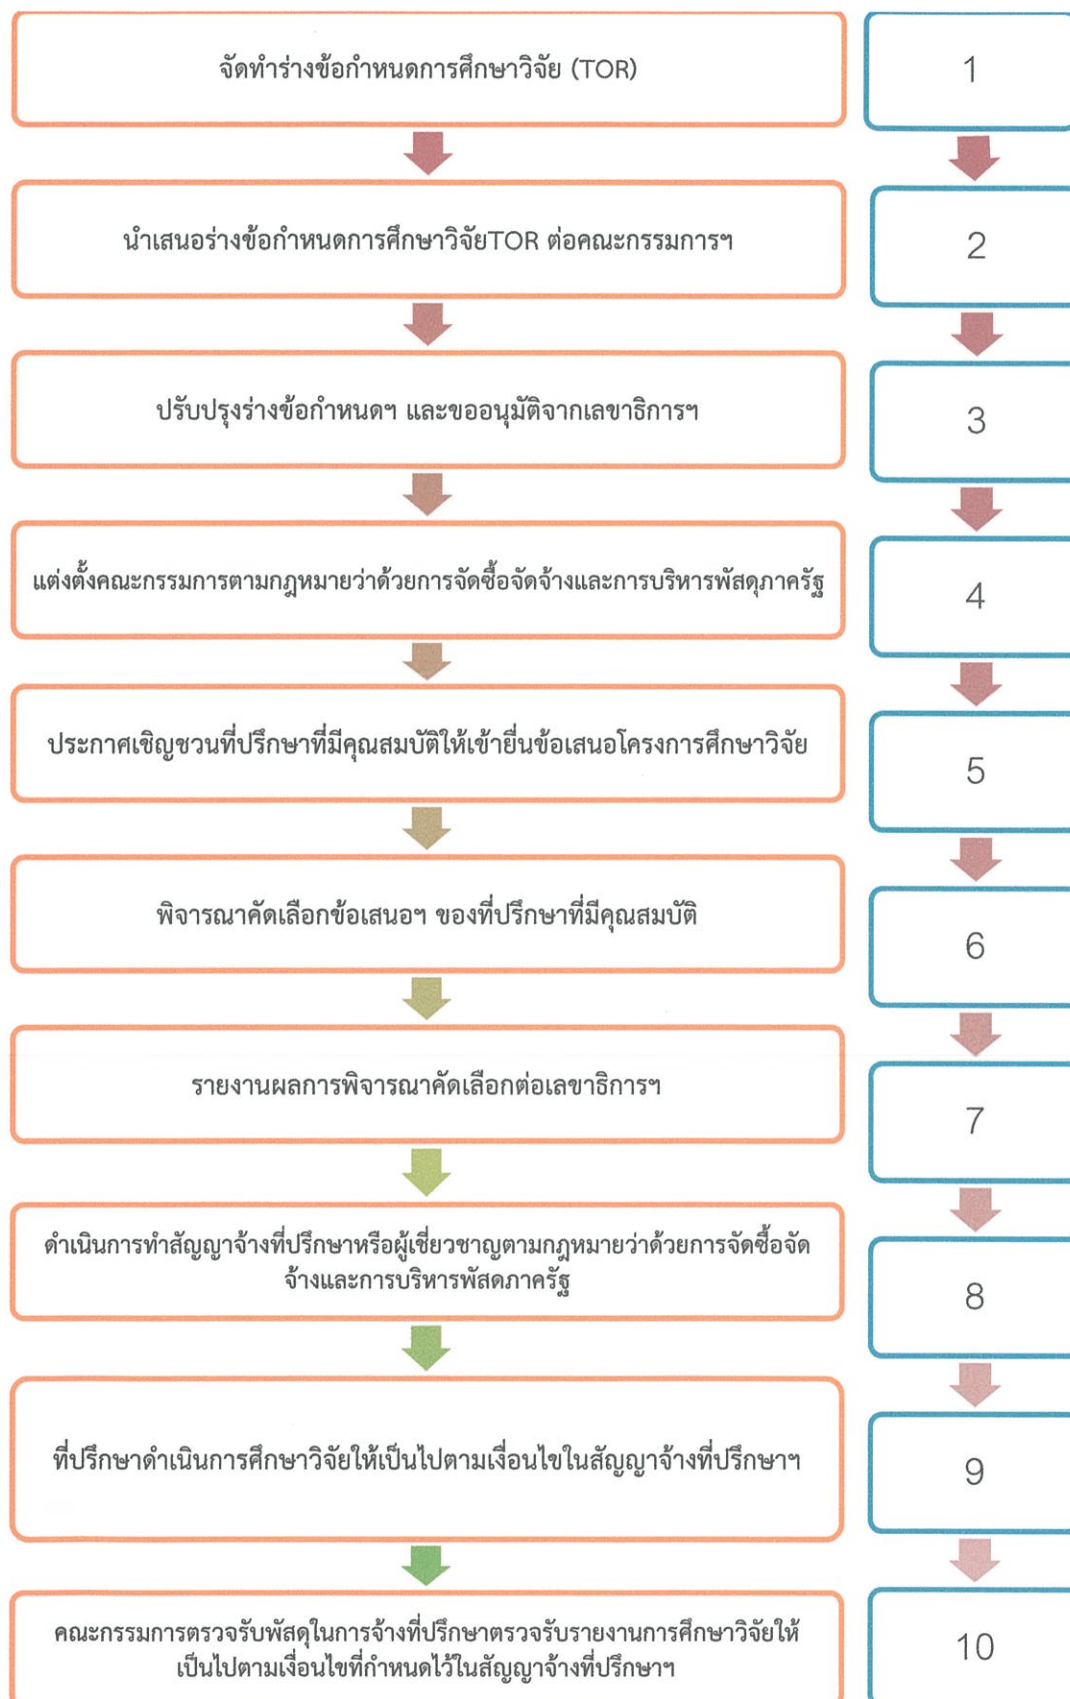 จัดทำร่างข้อกำหนดการศึกษาวิจัย (TOR)
1
นำเสนอร่างข้อกำหนดการศึกษาวิจัยTOR ต่อคณะกรรมการฯ
2
ปรับปรุงร่างข้อกำหนดฯ และขออนุมัติจากเลขาธิการฯ
3
แต่งตั้งคณะกรรมการตามกฎหมายว่าด้วยการจัดซื้อจัดจ้างและการบริหารพัสดุภาครัฐ
4
ประกาศเชิญชวนที่ปรึกษาที่มีคุณสมบัติให้เข้ายื่นข้อเสนอโครงการศึกษาวิจัย
5
พิจารณาคัดเลือกข้อเสนอฯ ของที่ปรึกษาที่มีคุณสมบัติ
6
รายงานผลการพิจารณาคัดเลือกต่อเลขาธิการฯ
7
ดำเนินการทำสัญญาจ้างที่ปรึกษาหรือผู้เชี่ยวชาญตามกฎหมายว่าด้วยการจัดซื้อจัด
จ้างและการบริหารพัสดภาครัฐ
8
ที่ปรึกษาดำเนินการศึกษาวิจัยให้เป็นไปตามเงื่อนไขในสัญญาจ้างที่ปรึกษาฯ
9
คณะกรรมการตรวจรับพัสดุในการจ้างที่ปรึกษาตรวจรับรายงานการศึกษาวิจัยให้
เป็นไปตามเงื่อนไขที่กำหนดไว้ในสัญญาจ้างที่ปรึกษาฯ
10